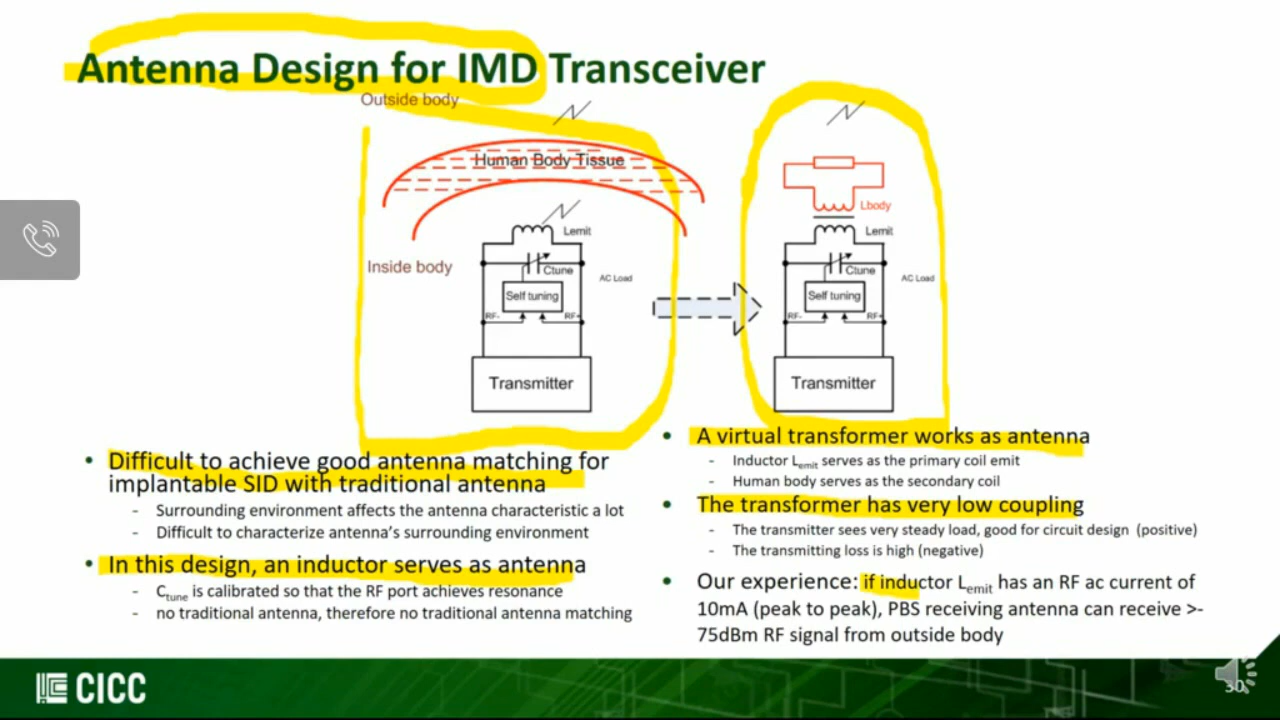 Antenna Design for IMD Transceiver
Outside body
Human Body Tissue
Lemit
Inside body
Ctune
AC Load
Self tuning
RF-
RF+
Transmitter
Lbody
Lemit
Ctune
AC Load
Self tuning
RF-
RF+
Transmitter
• Difficult to achieve good antenna matching for
implantable SID with traditional antenna
- Surrounding environment affects the antenna characteristic a lot
- Difficult to characterize antenna's surrounding environment
• In this design, an inductor serves as antenna
- Ctune is calibrated so that the RF port achieves resonance
- no traditional antenna, therefore no traditional antenna matching
• A virtual transformer works as antenna
- Inductor Lemit serves as the primary coil emit
- Human body serves as the secondary coil
• The transformer has very low coupling
- The transmitter sees very steady load, good for circuit design (positive)
- The transmitting loss is high (negative)
• Our experience: if inductor Lemit has an RF ac current of
10mA (peak to peak), PBS receiving antenna can receive >-
75dBm RF signal from outside body
CICC
30